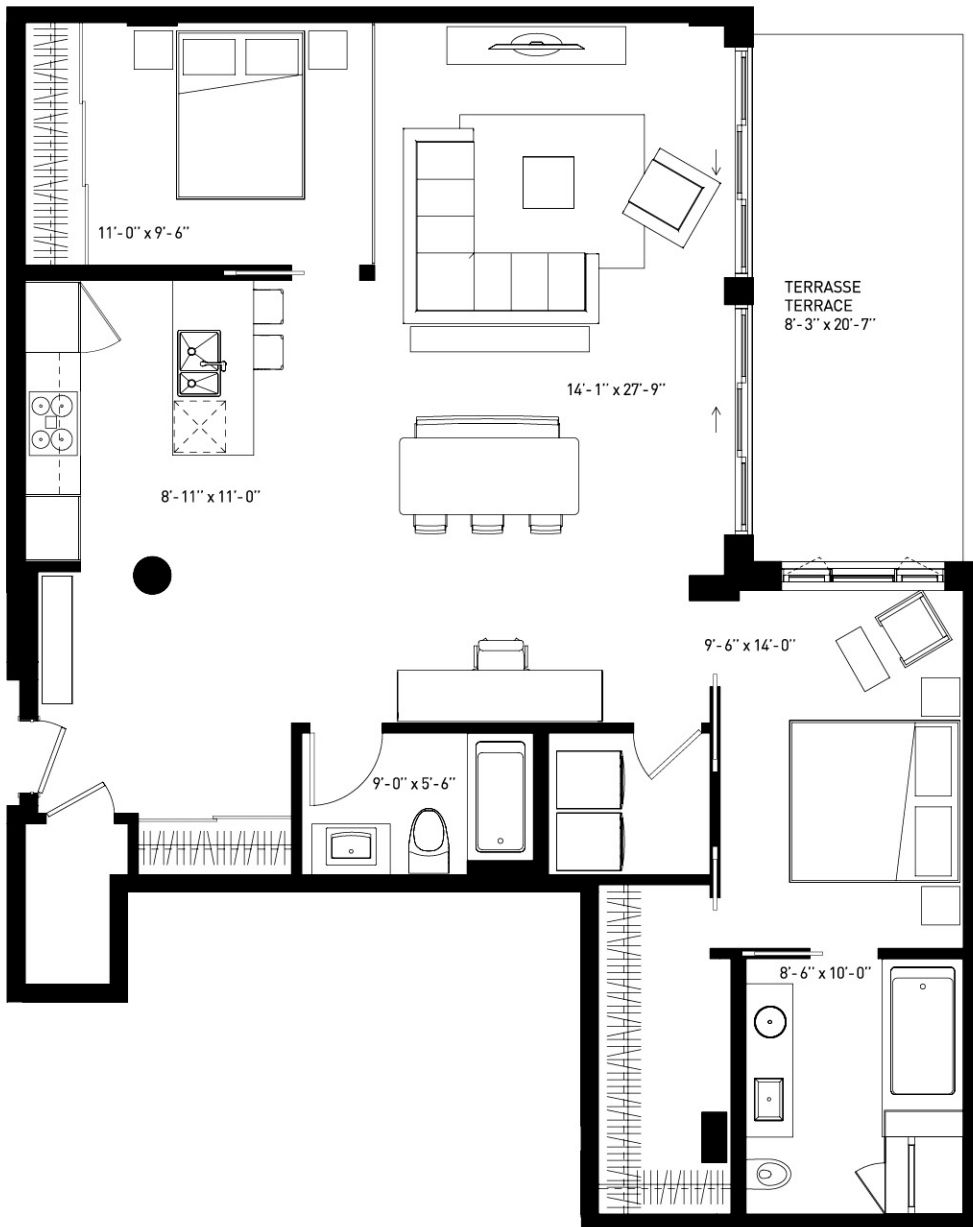 11'-0'' x 9'-6''
TERRASSE
TERRACE
8'-3'' x 20'-7''
14'-1'' x 27'-9''
8'-11'' x 11'-0''
9'-6'' x 14'-0''
9'-0'' x 5'-6''
8'-6'' x 10'-0''